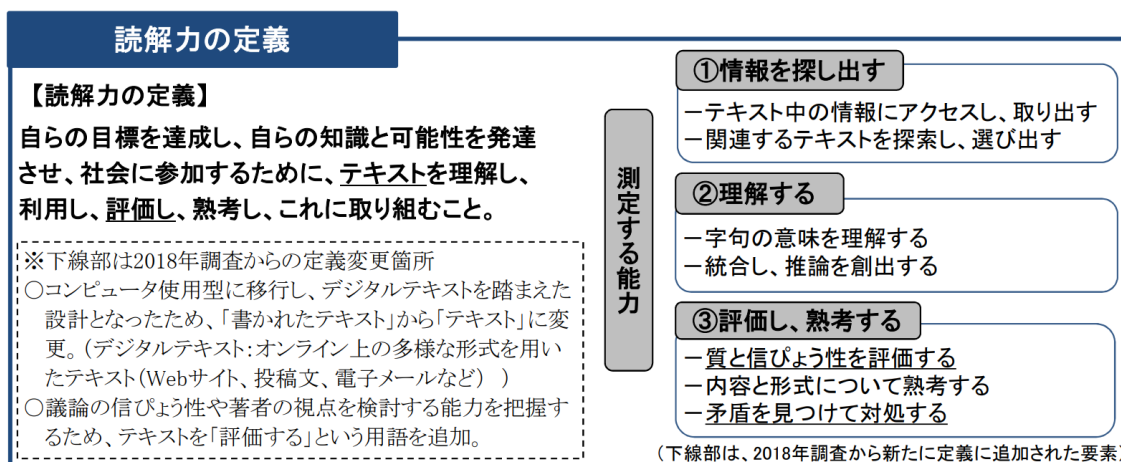 読解力の定義
【読解力の定義】
自らの目標を達成し、自らの知識と可能性を発達
させ、社会に参加するために、テキストを理解し、
利用し、評価し、熟考し、これに取り組むこと。
※下線部は2018年調査からの定義変更箇所
○コンピュータ使用型に移行し、デジタルテキストを踏まえた
設計となったため、「書かれたテキスト」から「テキスト」に変
更。(デジタルテキスト:オンライン上の多様な形式を用い
たテキスト(Webサイト、投稿文、電子メールなど) )
○議論の信ぴょう性や著者の視点を検討する能力を把握す
るため、テキストを「評価する」という用語を追加。
測定する能力
①情報を探し出す
－テキスト中の情報にアクセスし、取り出す
－関連するテキストを探索し、選び出す
②理解する
－字句の意味を理解する
－統合し、推論を創出する
③評価し、熟考する
－質と信ぴょう性を評価する
－内容と形式について熟考する
－矛盾を見つけて対処する
(下線部は、2018年調査から新たに定義に追加された要素)